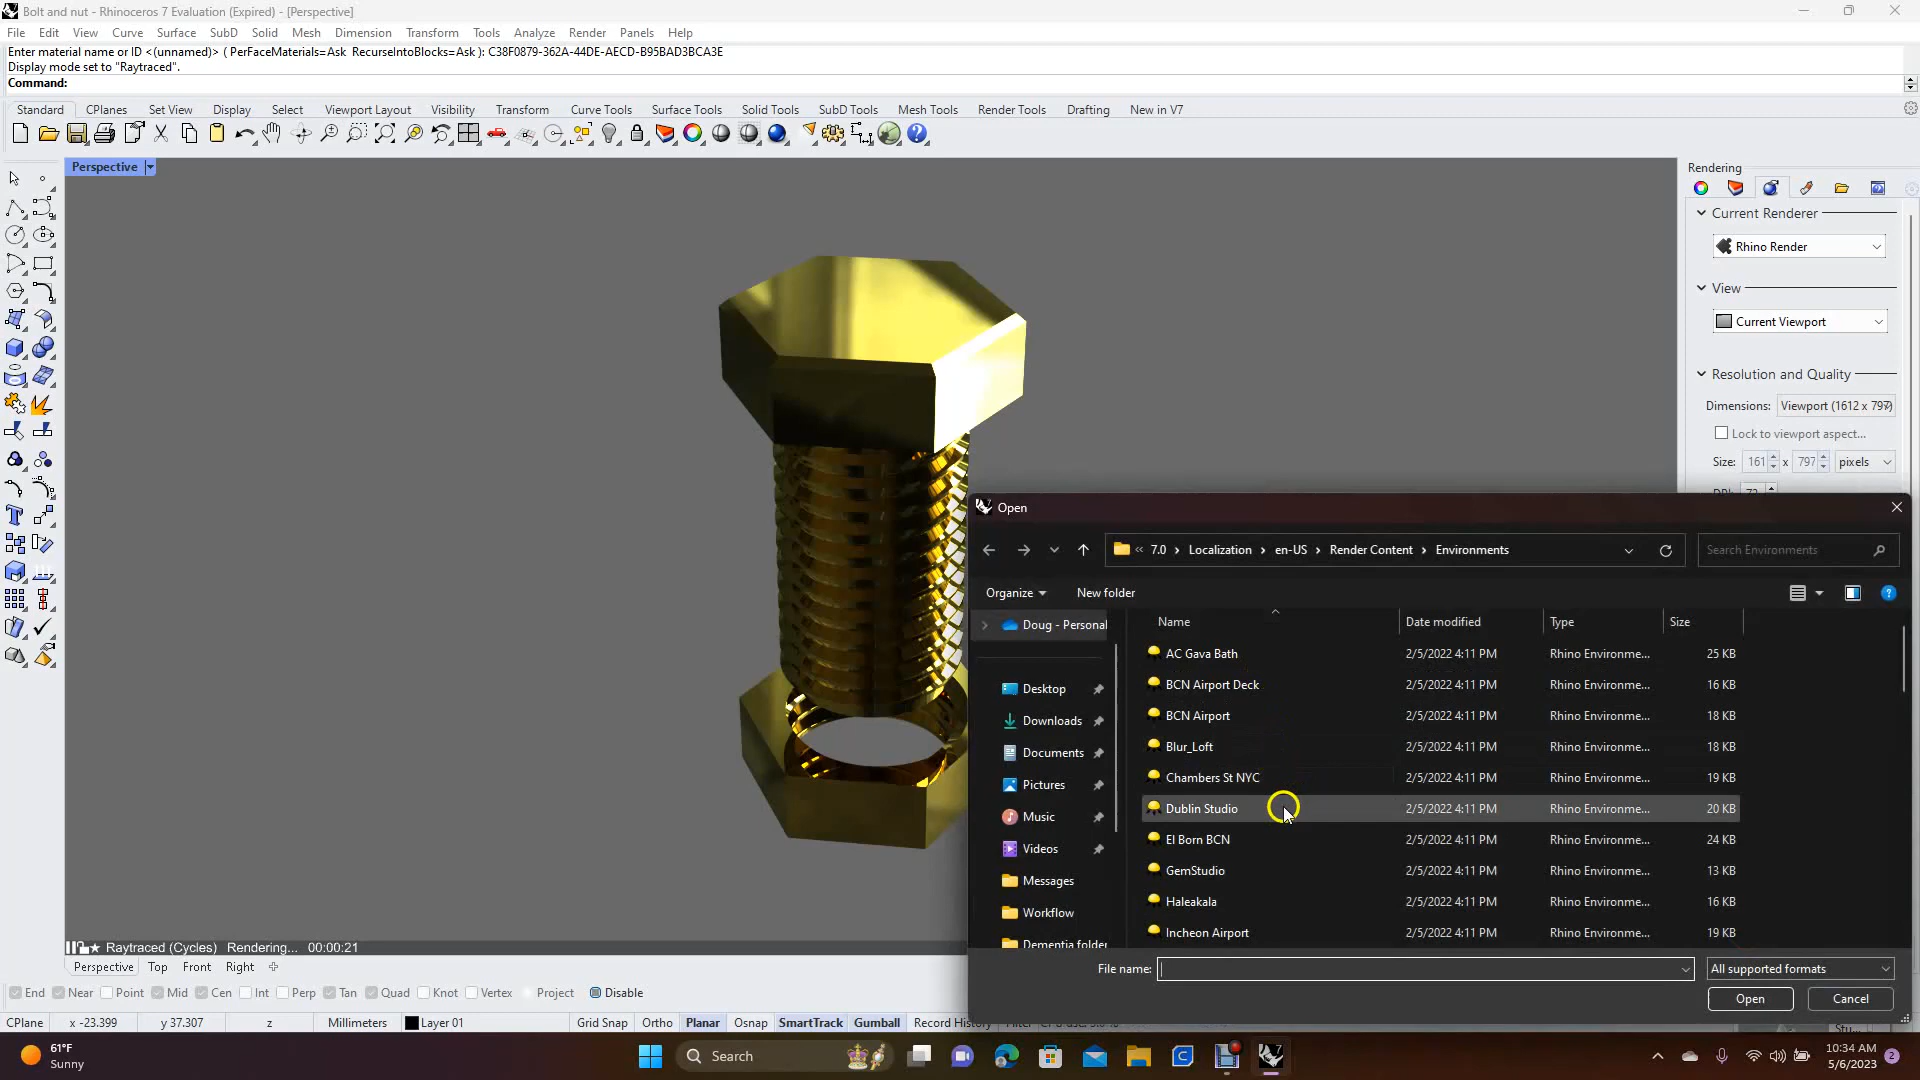 Bolt and nut - Rhinoceros 7 Evaluation (Expired) - [Perspective]
File Edit View Curve Surface SubD Solid Mesh Dimension Transform Tools Analyze Render Panels Help
Enter material name or ID <(unnamed)> ( PerFaceMaterials=Ask RecurseIntoBlocks=Ask ): C38F0879-362A-44DE-AECD-B95BAD3BCA3E
Display mode set to "Raytraced".
Command:
Standard CPlanes Set View Display Select Viewport Layout Visibility Transform Curve Tools Surface Tools Solid Tools SubD Tools Mesh Tools Render Tools Drafting New in V7
Perspective
Rendering
Current Renderer
Rhino Render
View
Current Viewport
Resolution and Quality
Dimensions: Viewport (1612 x 797)
Lock to viewport aspect...
Size: 161 x 797 pixels
Open
« 7.0 > Localization > en-US > Render Content > Environments
Search Environments
Organize New folder
Doug - Personal
Desktop
Downloads
Documents
Pictures
Music
Videos
Messages
Workflow
Dementia folder
Name Date modified Type Size
AC Gava Bath 2/5/2022 4:11 PM Rhino Environme... 25 KB
BCN Airport Deck 2/5/2022 4:11 PM Rhino Environme... 16 KB
BCN Airport 2/5/2022 4:11 PM Rhino Environme... 18 KB
Blur_Loft 2/5/2022 4:11 PM Rhino Environme... 18 KB
Chambers St NYC 2/5/2022 4:11 PM Rhino Environme... 19 KB
Dublin Studio 2/5/2022 4:11 PM Rhino Environme... 20 KB
El Born BCN 2/5/2022 4:11 PM Rhino Environme... 24 KB
GemStudio 2/5/2022 4:11 PM Rhino Environme... 13 KB
Haleakala 2/5/2022 4:11 PM Rhino Environme... 16 KB
Incheon Airport 2/5/2022 4:11 PM Rhino Environme... 19 KB
File name: All supported formats
Open Cancel
Raytraced (Cycles) Rendering... 00:00:21
Perspective Top Front Right
End Near Point Mid Cen Int Perp Tan Quad Knot Vertex Project Disable
CPlane x -23.399 y 37.307 z Millimeters Layer 01 Grid Snap Ortho Planar Osnap SmartTrack Gumball Record History
61°F
Sunny
Search
10:34 AM
5/6/2023
2